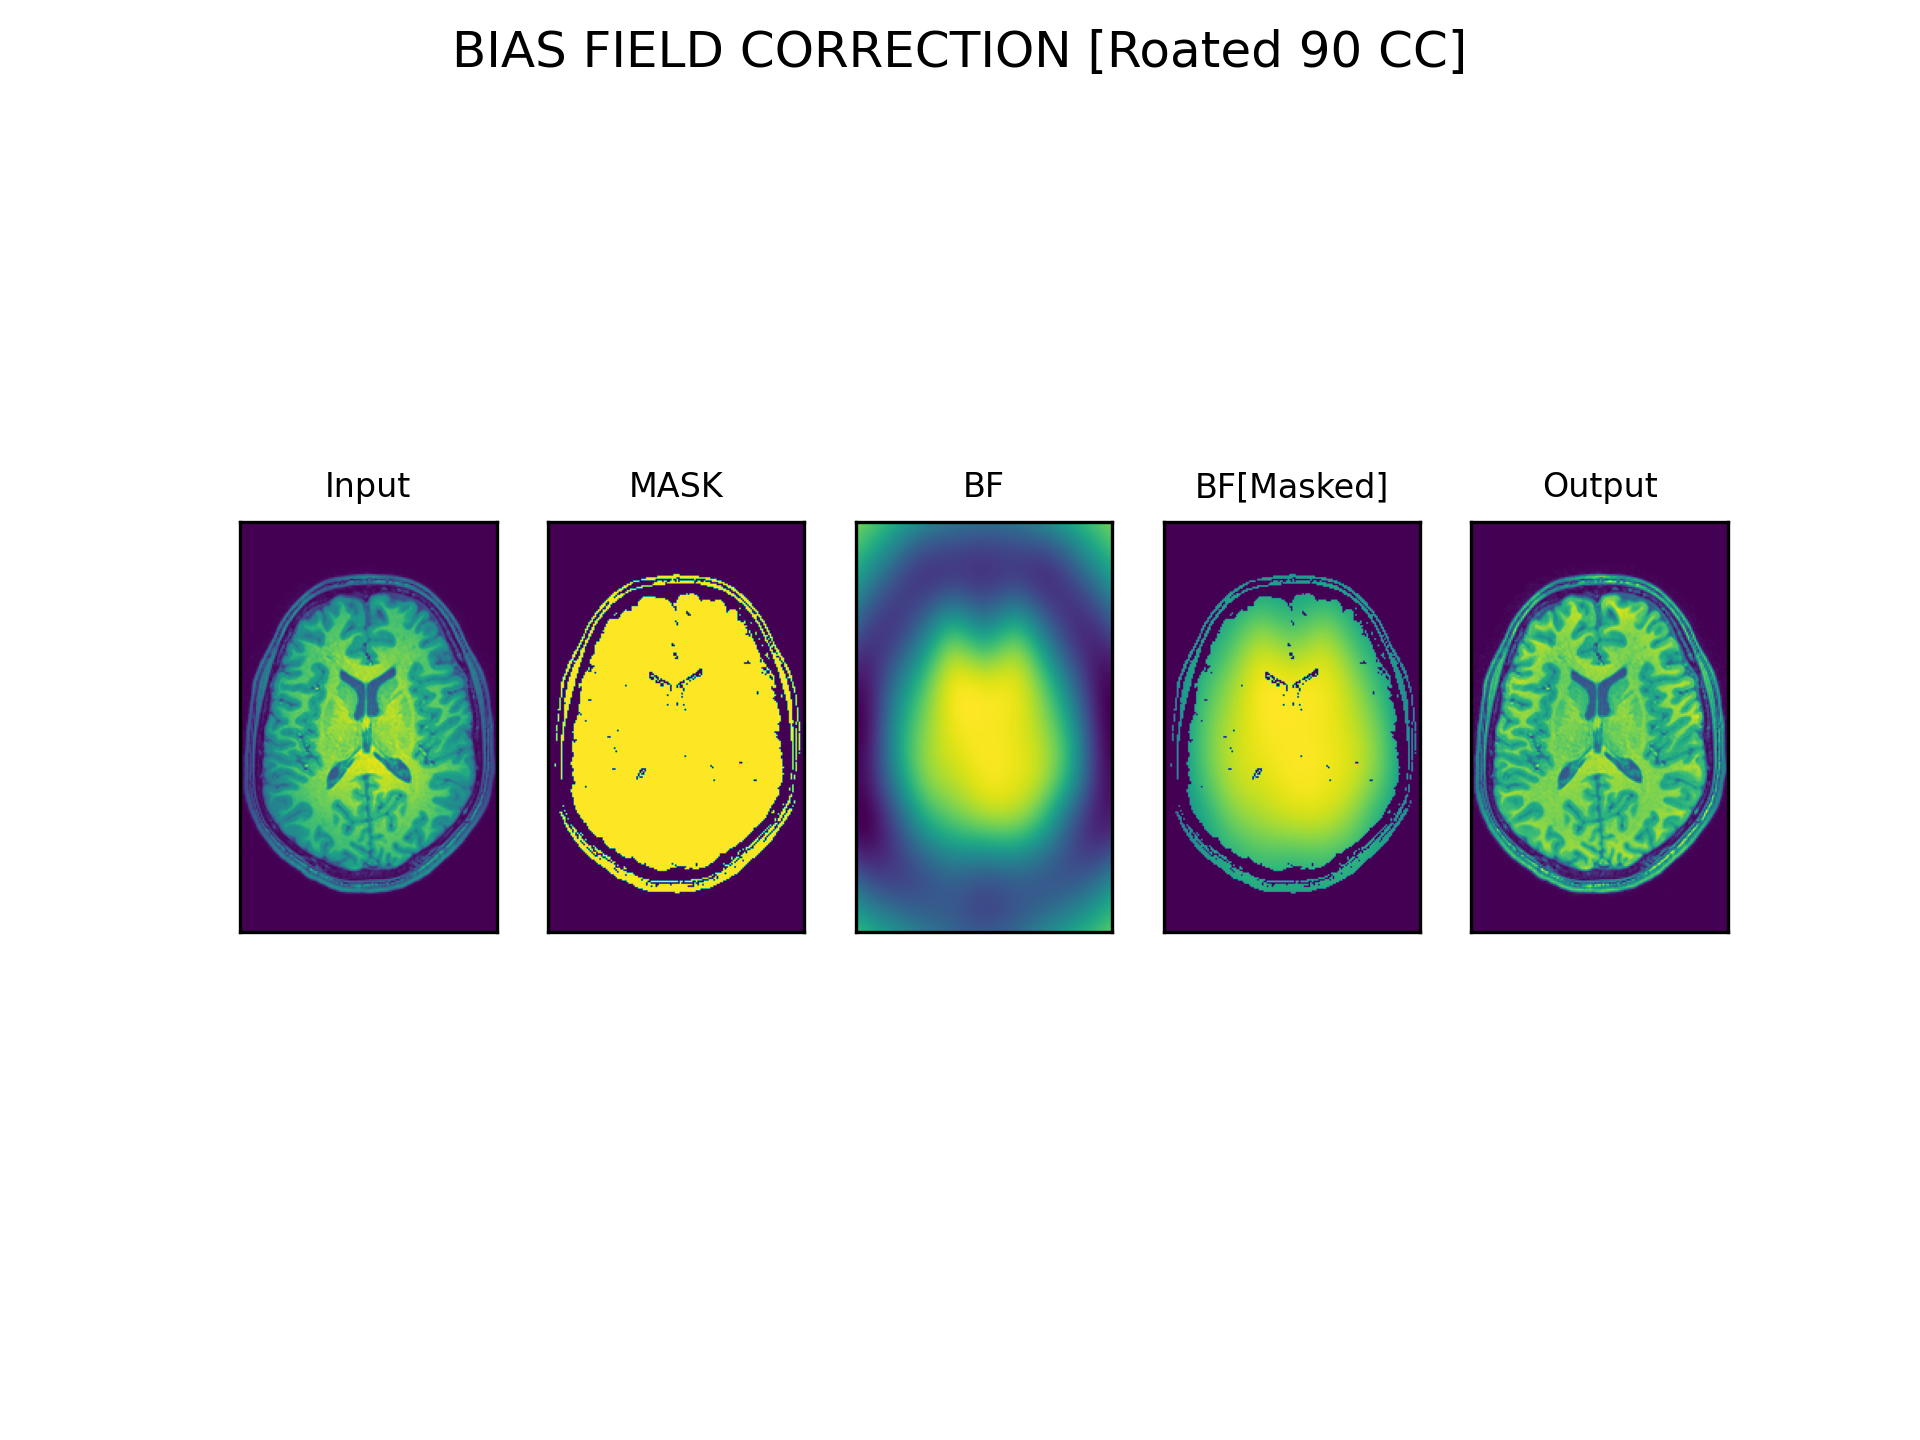 BIAS FIELD CORRECTION [Roated 90 CC]
Input
MASK
BF
BF[Masked]
Output